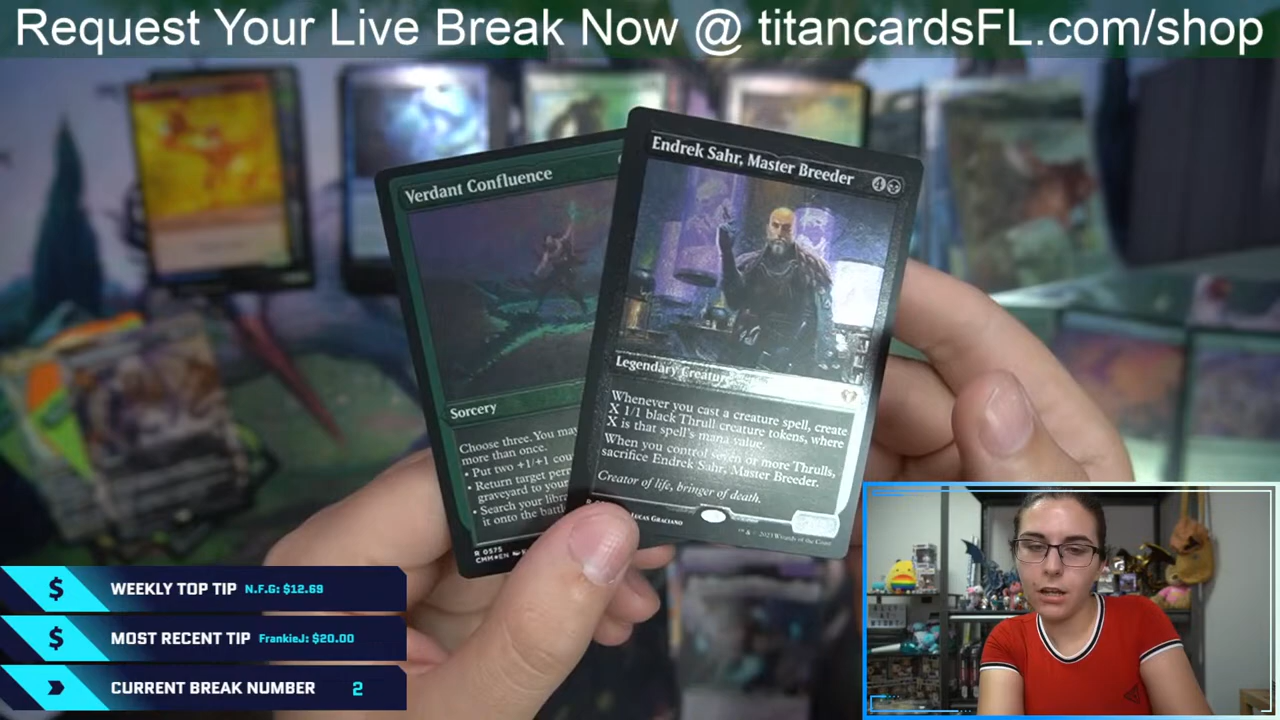 Request Your Live Break Now @ titancardsFL.com/shop
Verdant Confluence
Sorcery
Choose three. You may
more than once.
• Put two +1/+1 cou
• Return target perm
graveyard to your
• Search your libr
it onto the battl
R 0575
CMM•EN
Endrek Sahr, Master Breeder
4
Legendary Creature
Whenever you cast a creature spell, create
X 1/1 black Thrull creature tokens, where
X is that spell's mana value.
When you control seven or more Thrulls,
sacrifice Endrek Sahr, Master Breeder.
Creator of life, bringer of death.
Lucas Graciano
™ & © 2023 Wizards of the Coast
$ WEEKLY TOP TIP N.F.G: $12.69
$ MOST RECENT TIP FrankieJ: $20.00
CURRENT BREAK NUMBER 2